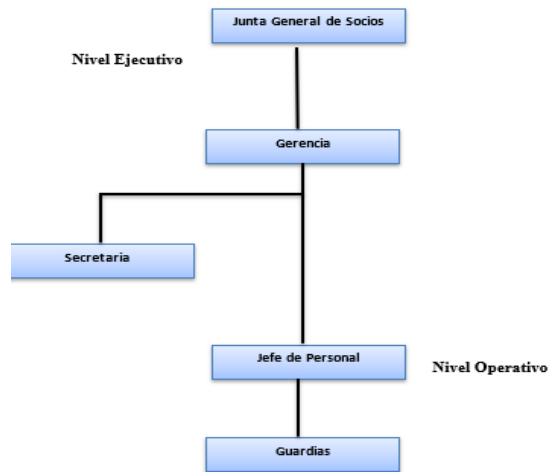 Junta General de Socios
Nivel Ejecutivo
Gerencia
Secretaria
Jefe de Personal
Nivel Operativo
Guardias